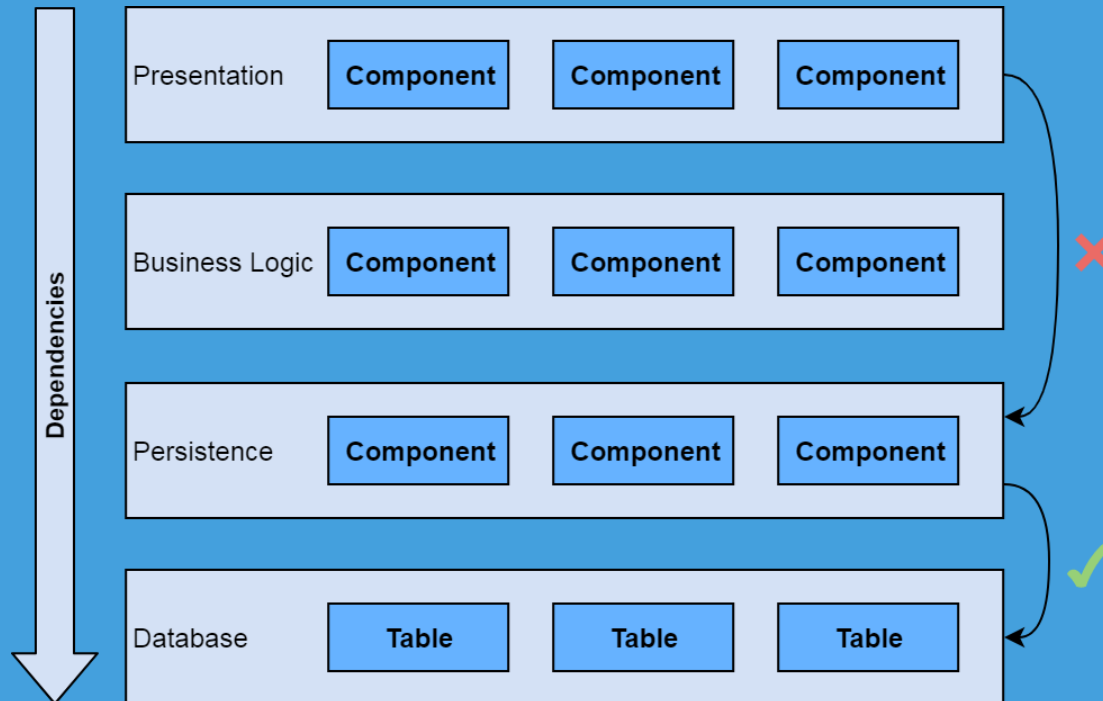 Dependencies
Presentation
Component
Component
Component
Business Logic
Component
Component
Component
Persistence
Component
Component
Component
Database
Table
Table
Table